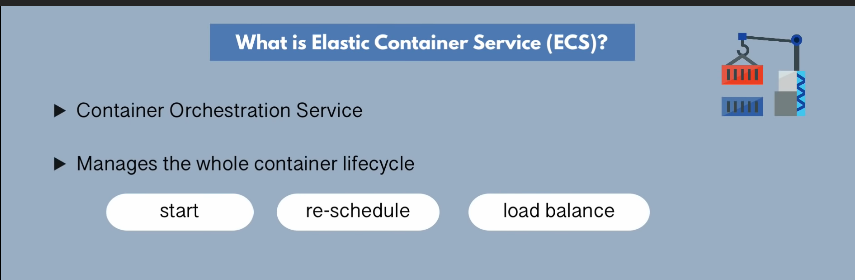 What is Elastic Container Service (ECS)?
Container Orchestration Service
Manages the whole container lifecycle
start re-schedule load balance